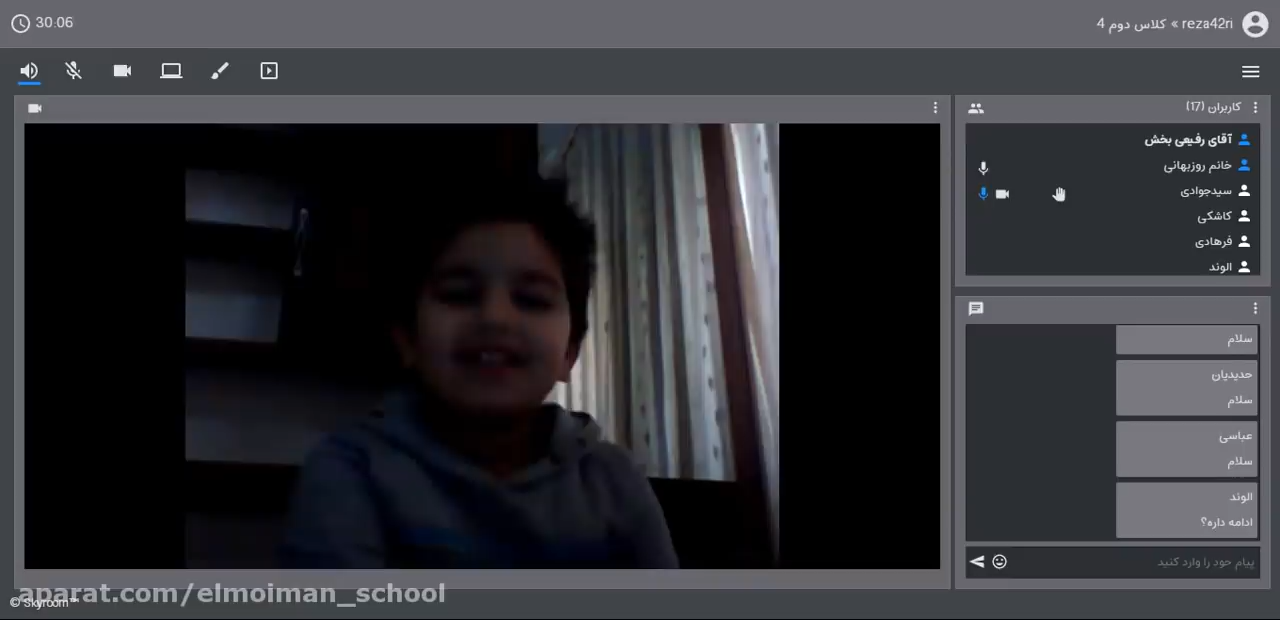 30:06
reza42ri » کلاس دوم 4
کاربران (17)
آقای رفیعی بخش
خانم روزبهانی
سیدجوادی
کاشکی
فرهادی
الوند
سلام
حدیدیان
سلام
عباسی
سلام
الوند
ادامه داره؟
پیام خود را وارد کنید
aparat.com/elmoiman_school
© Skyroom™